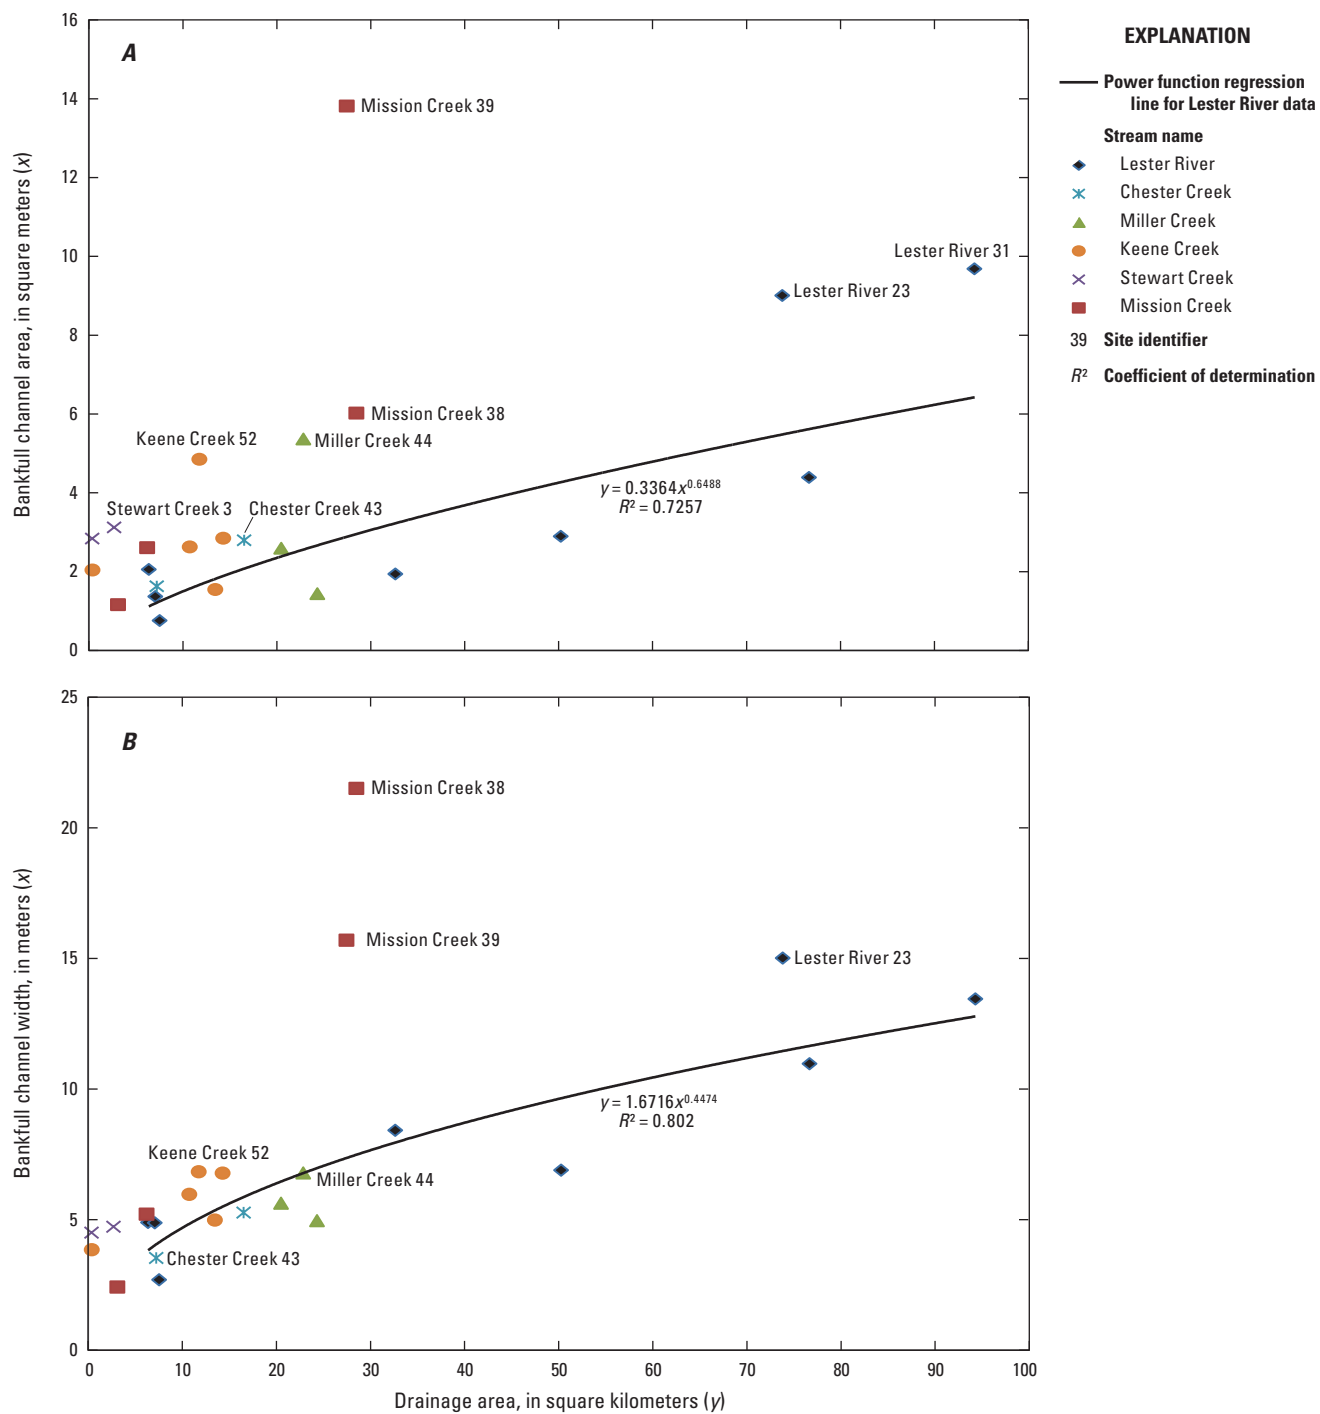 A
16
14
12
10
8
6
4
2
0
Bankfull channel area, in square meters (x)
Mission Creek 39
Lester River 31
Lester River 23
Mission Creek 38
Keene Creek 52
Miller Creek 44
Stewart Creek 3
Chester Creek 43
y = 0.3364x^0.6488
R² = 0.7257
EXPLANATION
Power function regression
line for Lester River data
Stream name
Lester River
Chester Creek
Miller Creek
Keene Creek
Stewart Creek
Mission Creek
39 Site identifier
R² Coefficient of determination
B
25
20
15
10
5
0
Bankfull channel width, in meters (x)
Mission Creek 38
Mission Creek 39
Lester River 23
y = 1.6716x^0.4474
R² = 0.802
Keene Creek 52
Miller Creek 44
Chester Creek 43
0 10 20 30 40 50 60 70 80 90 100
Drainage area, in square kilometers (y)